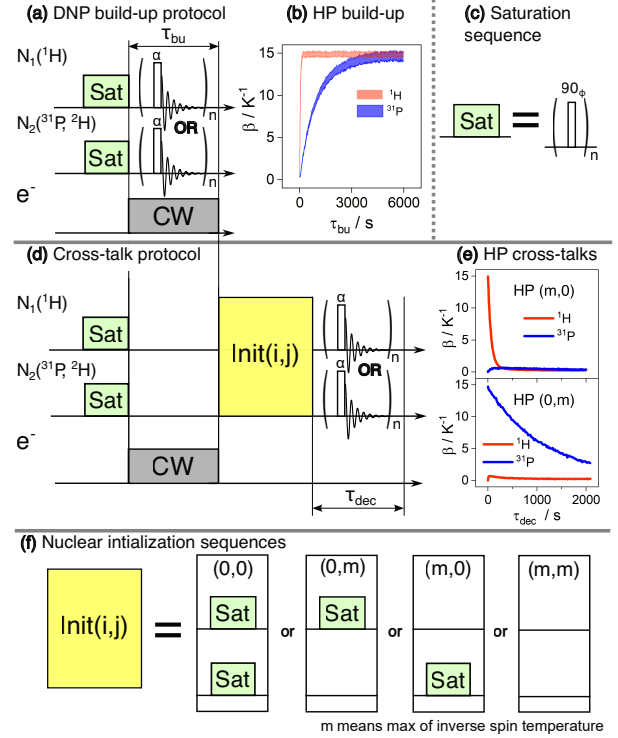 (a) DNP build-up protocol
τbu
N₁(¹H)
Sat
α
n
OR
N₂(³¹P, ²H)
Sat
α
n
e⁻
CW
(b) HP build-up
β / K⁻¹
15
10
5
0
¹H
³¹P
0 3000 6000
τbu / s
(c) Saturation
sequence
Sat = 90ϕ
n
(d) Cross-talk protocol
N₁(¹H)
Sat
Init(i,j)
α
n
OR
N₂(³¹P, ²H)
Sat
α
n
e⁻
CW
τdec
(e) HP cross-talks
β / K⁻¹
15
10
5
0
HP (m,0)
¹H
³¹P
β / K⁻¹
15
10
5
0
HP (0,m)
¹H
³¹P
0 1000 2000
τdec / s
(f) Nuclear intialization sequences
Init(i,j) =
(0,0)
Sat
Sat
or
(0,m)
Sat
or
(m,0)
Sat
or
(m,m)
m means max of inverse spin temperature